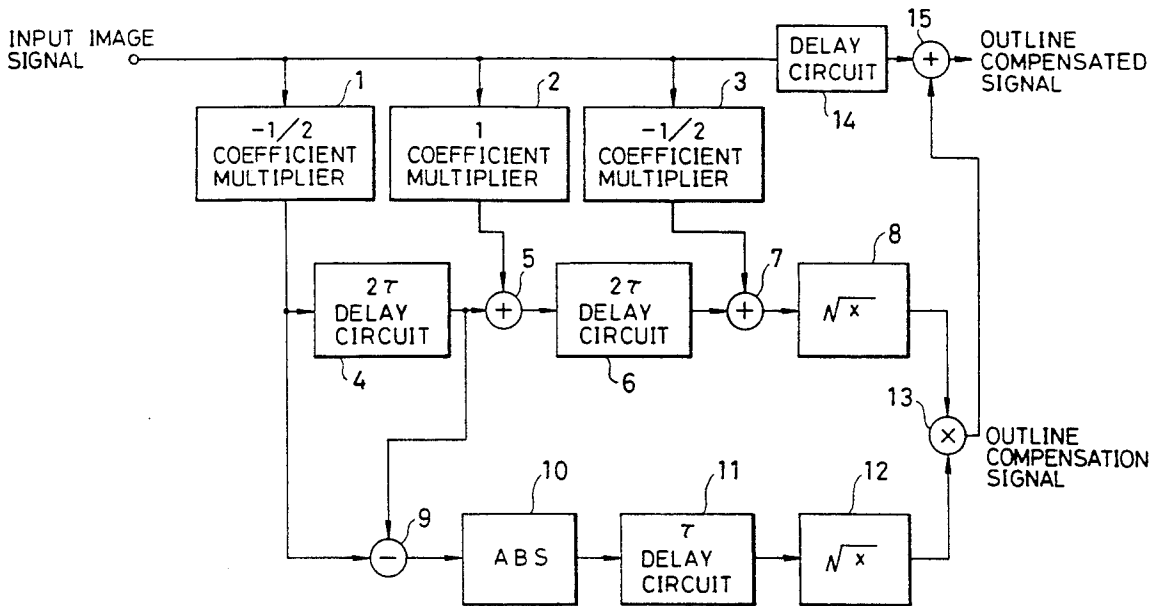 INPUT IMAGE
SIGNAL
1
-1/2
COEFFICIENT
MULTIPLIER
2
1
COEFFICIENT
MULTIPLIER
3
-1/2
COEFFICIENT
MULTIPLIER
DELAY
CIRCUIT
14
15
+
OUTLINE
COMPENSATED
SIGNAL
2τ
DELAY
CIRCUIT
4
5
+
2τ
DELAY
CIRCUIT
6
7
+
8
√x
13
×
OUTLINE
COMPENSATION
SIGNAL
9
−
10
ABS
11
τ
DELAY
CIRCUIT
12
√x